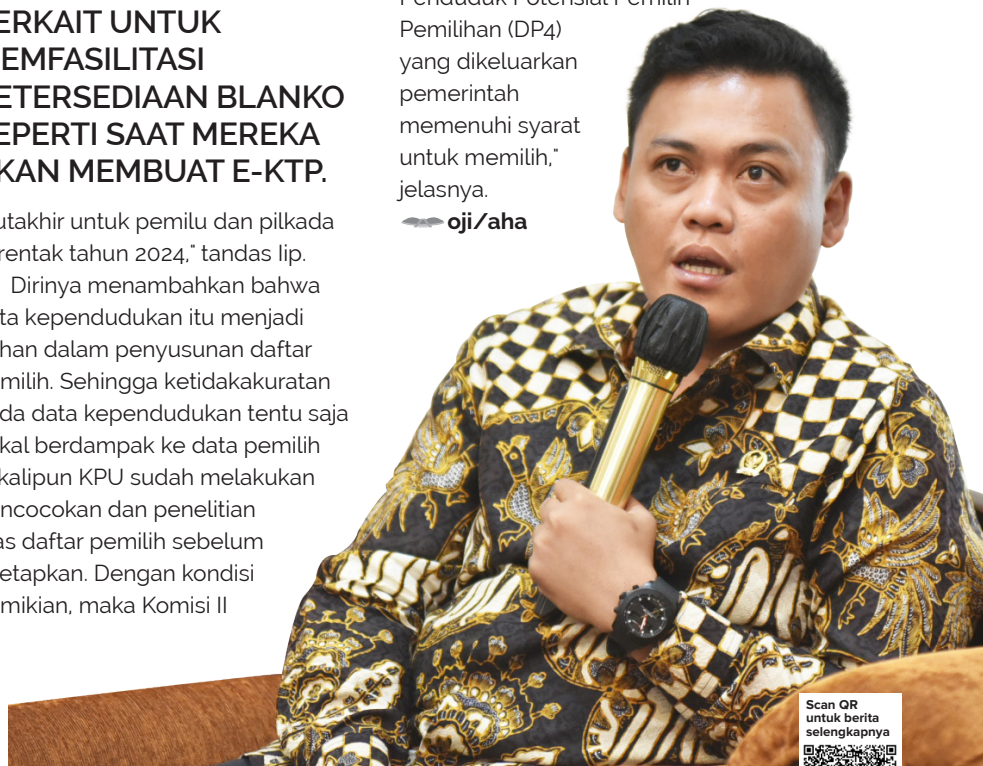 ERKAIT UNTUK
EMFASILITASI
ETERSEDIAAN BLANKO
EPERTI SAAT MEREKA
KAN MEMBUAT E-KTP.
utakhir untuk pemilu dan pilkada
rentak tahun 2024," tandas Iip.
Dirinya menambahkan bahwa
ta kependudukan itu menjadi
han dalam penyusunan daftar
milih. Sehingga ketidakakuratan
da data kependudukan tentu saja
kal berdampak ke data pemilih
kalipun KPU sudah melakukan
ncocokan dan penelitian
as daftar pemilih sebelum
etapkan. Dengan kondisi
mikian, maka Komisi II
Penduduk Potensial Pemilih
Pemilihan (DP4)
yang dikeluarkan
pemerintah
memenuhi syarat
untuk memilih,"
jelasnya.
oji/aha
Scan QR
untuk berita
selengkapnya